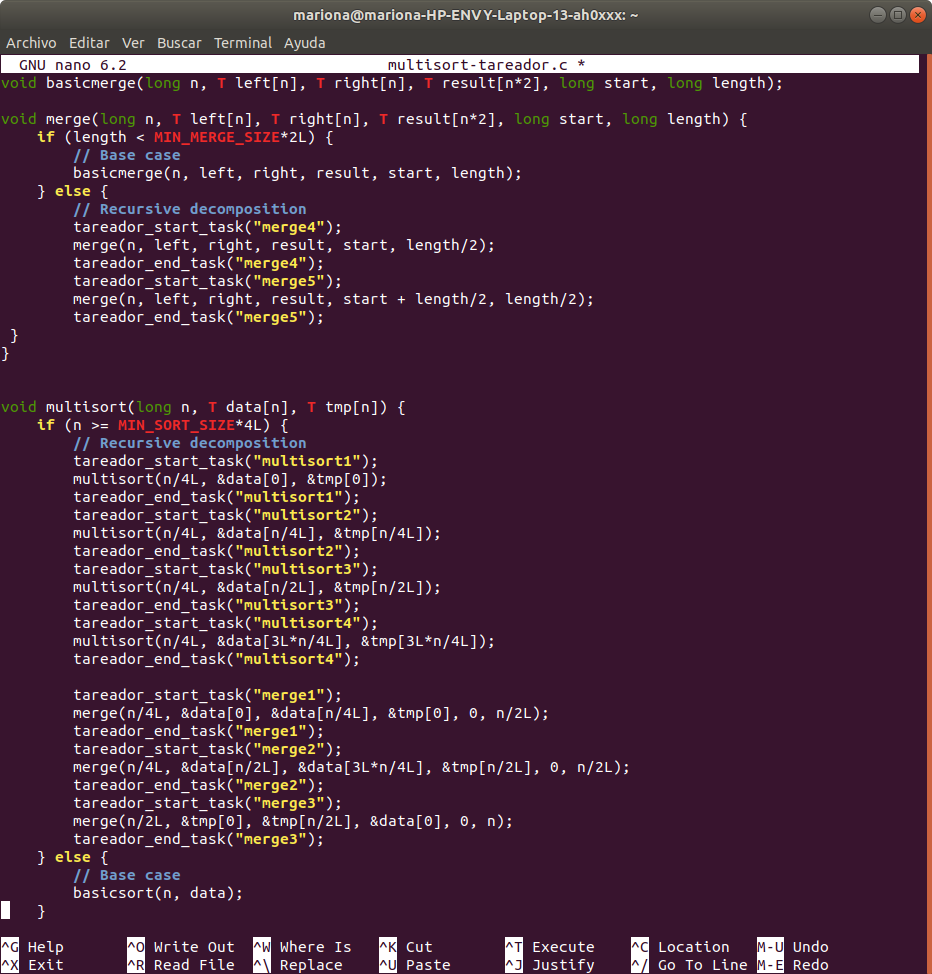 mariona@mariona-HP-ENVY-Laptop-13-ah0xxx: ~
Archivo Editar Ver Buscar Terminal Ayuda
GNU nano 6.2 multisort-tareador.c *
void basicmerge(long n, T left[n], T right[n], T result[n*2], long start, long length);
void merge(long n, T left[n], T right[n], T result[n*2], long start, long length) {
if (length < MIN_MERGE_SIZE*2L) {
// Base case
basicmerge(n, left, right, result, start, length);
} else {
// Recursive decomposition
tareador_start_task("merge4");
merge(n, left, right, result, start, length/2);
tareador_end_task("merge4");
tareador_start_task("merge5");
merge(n, left, right, result, start + length/2, length/2);
tareador_end_task("merge5");
}
}
void multisort(long n, T data[n], T tmp[n]) {
if (n >= MIN_SORT_SIZE*4L) {
// Recursive decomposition
tareador_start_task("multisort1");
multisort(n/4L, &data[0], &tmp[0]);
tareador_end_task("multisort1");
tareador_start_task("multisort2");
multisort(n/4L, &data[n/4L], &tmp[n/4L]);
tareador_end_task("multisort2");
tareador_start_task("multisort3");
multisort(n/4L, &data[n/2L], &tmp[n/2L]);
tareador_end_task("multisort3");
tareador_start_task("multisort4");
multisort(n/4L, &data[3L*n/4L], &tmp[3L*n/4L]);
tareador_end_task("multisort4");
tareador_start_task("merge1");
merge(n/4L, &data[0], &data[n/4L], &tmp[0], 0, n/2L);
tareador_end_task("merge1");
tareador_start_task("merge2");
merge(n/4L, &data[n/2L], &data[3L*n/4L], &tmp[n/2L], 0, n/2L);
tareador_end_task("merge2");
tareador_start_task("merge3");
merge(n/2L, &tmp[0], &tmp[n/2L], &data[0], 0, n);
tareador_end_task("merge3");
} else {
// Base case
basicsort(n, data);
}
^G Help ^O Write Out ^W Where Is ^K Cut ^T Execute ^C Location M-U Undo
^X Exit ^R Read File ^\ Replace ^U Paste ^J Justify ^/ Go To Line M-E Redo